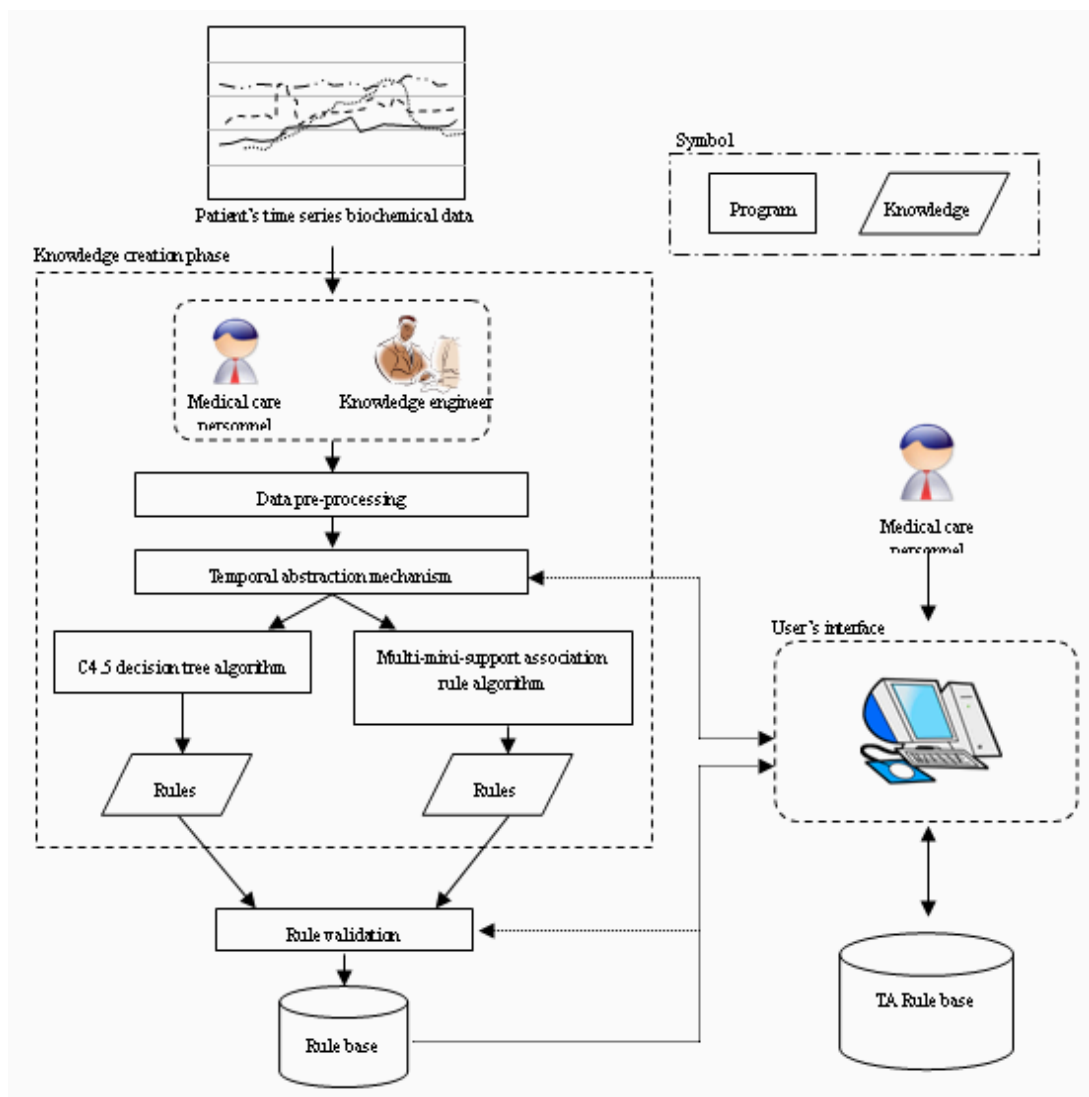 Patient's time series biochemical data
Symbol
Program
Knowledge
Knowledge creation phase
Medical care
personnel
Knowledge engineer
Data pre-processing
Temporal abstraction mechanism
C4.5 decision tree algorithm
Multi-mini-support association
rule algorithm
Rules
Rules
Rule validation
Rule base
Medical care
personnel
User's interface
TA Rule base